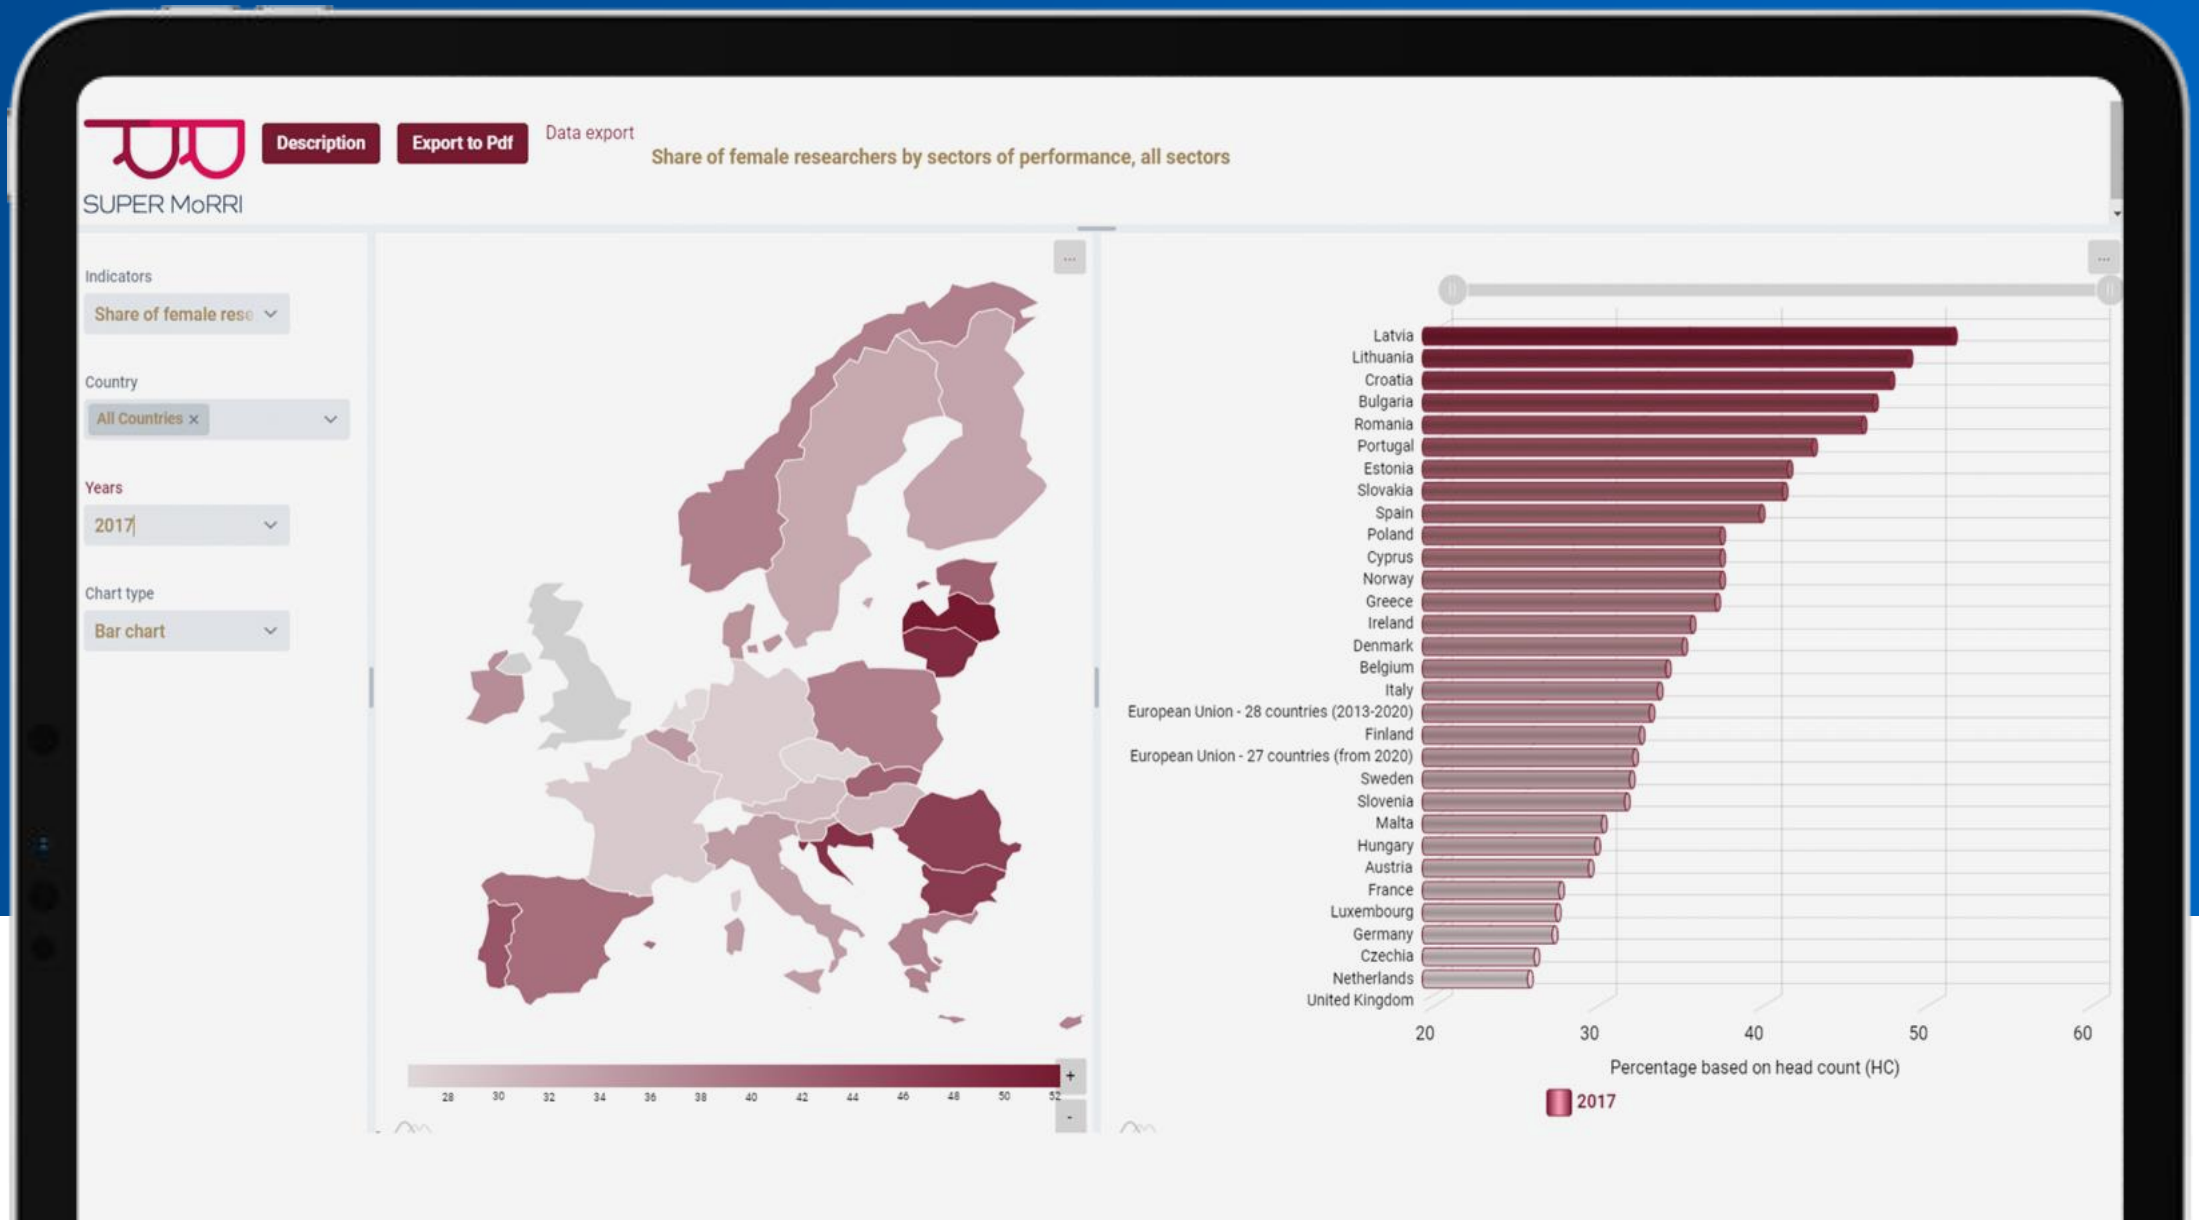 SUPER MoRRI
Description
Export to Pdf
Data export
Share of female researchers by sectors of performance, all sectors
Indicators
Share of female rese
Country
All Countries ×
Years
2017
Chart type
Bar chart
...
28 30 32 34 36 38 40 42 44 46 48 50 52
+
-
...
Latvia
Lithuania
Croatia
Bulgaria
Romania
Portugal
Estonia
Slovakia
Spain
Poland
Cyprus
Norway
Greece
Ireland
Denmark
Belgium
Italy
European Union - 28 countries (2013-2020)
Finland
European Union - 27 countries (from 2020)
Sweden
Slovenia
Malta
Hungary
Austria
France
Luxembourg
Germany
Czechia
Netherlands
United Kingdom
20 30 40 50 60
Percentage based on head count (HC)
2017